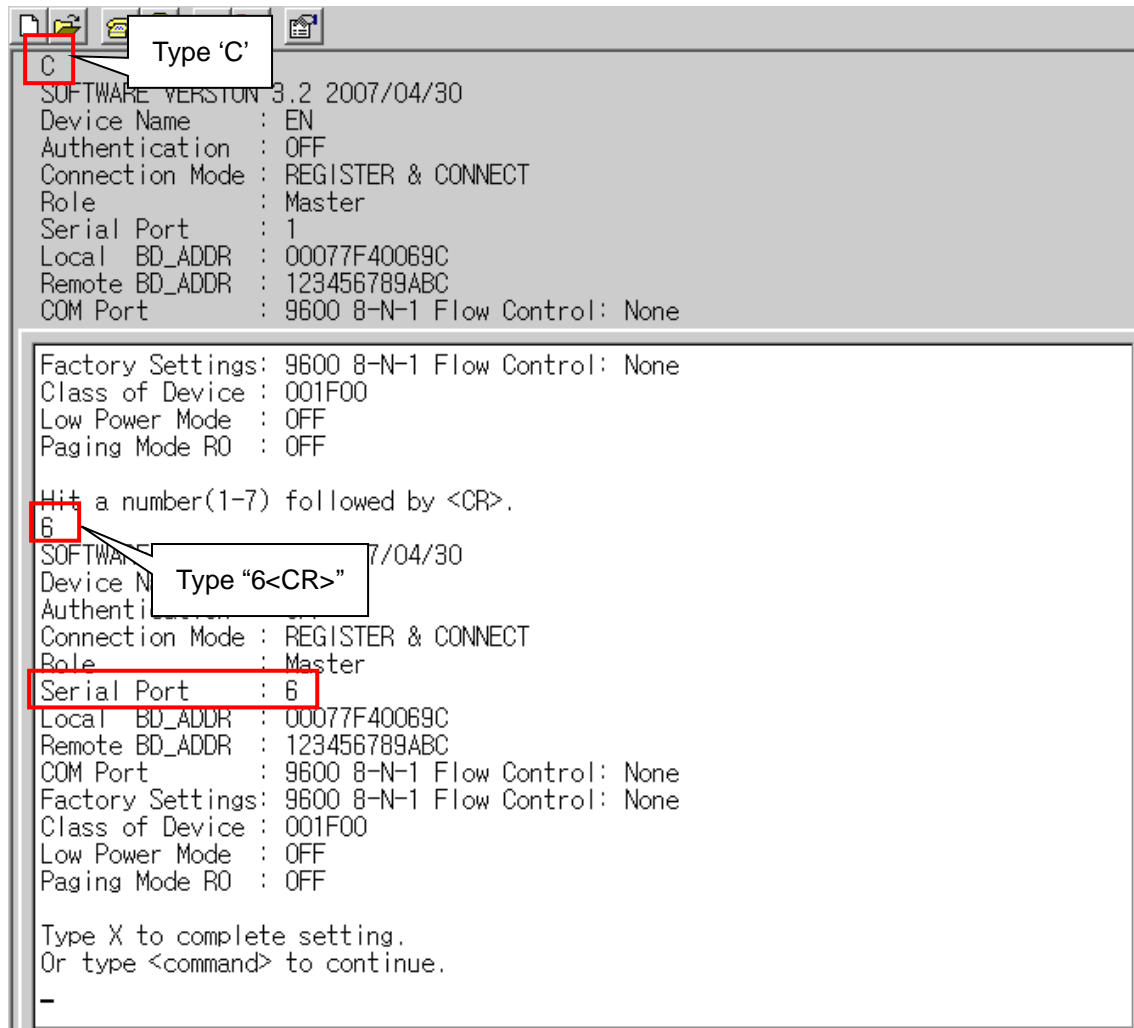 Type ‘C’
C
SOFTWARE VERSION 3.2 2007/04/30
Device Name : EN
Authentication : OFF
Connection Mode : REGISTER & CONNECT
Role : Master
Serial Port : 1
Local BD_ADDR : 00077F40069C
Remote BD_ADDR : 123456789ABC
COM Port : 9600 8-N-1 Flow Control: None
Factory Settings: 9600 8-N-1 Flow Control: None
Class of Device : 001F00
Low Power Mode : OFF
Paging Mode R0 : OFF
Hit a number(1-7) followed by <CR>.
6
7/04/30
Type “6<CR>”
Connection Mode : REGISTER & CONNECT
Role : Master
Serial Port : 6
Local BD_ADDR : 00077F40069C
Remote BD_ADDR : 123456789ABC
COM Port : 9600 8-N-1 Flow Control: None
Factory Settings: 9600 8-N-1 Flow Control: None
Class of Device : 001F00
Low Power Mode : OFF
Paging Mode R0 : OFF
Type X to complete setting.
Or type <command> to continue.